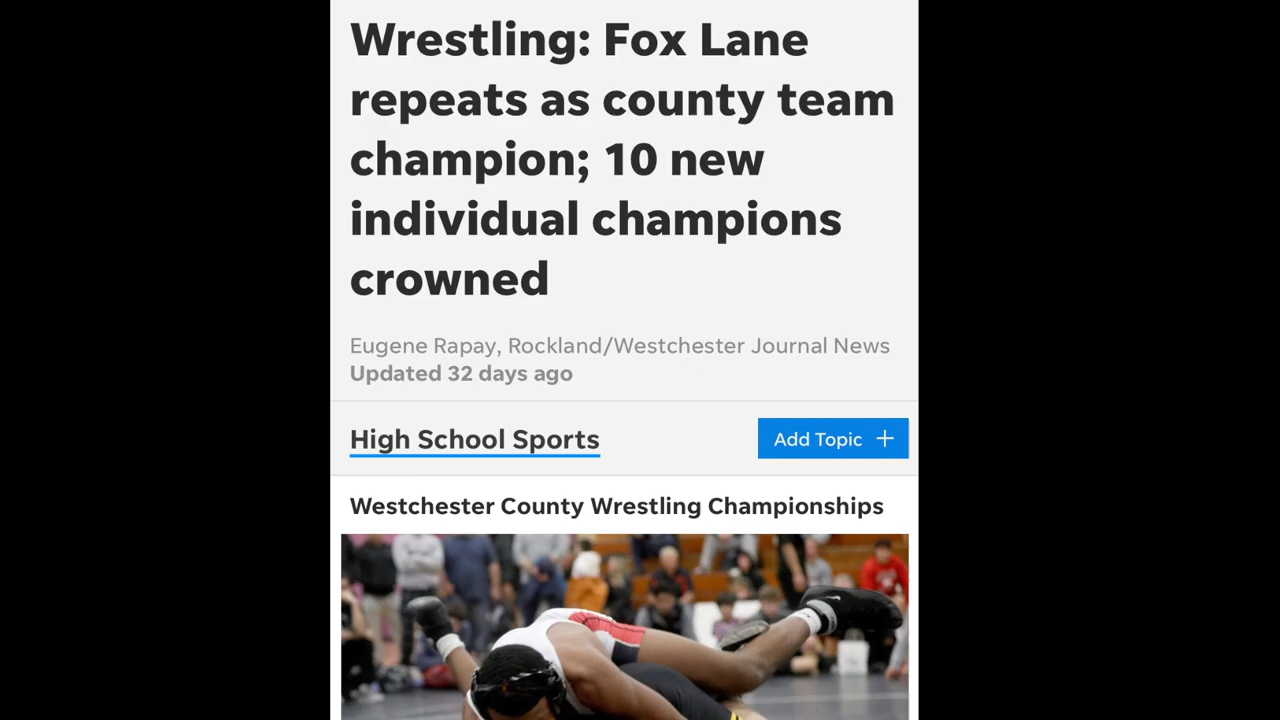 Wrestling: Fox Lane
repeats as county team
champion; 10 new
individual champions
crowned
Eugene Rapay, Rockland/Westchester Journal News
Updated 32 days ago
High School Sports
Add Topic +
Westchester County Wrestling Championships